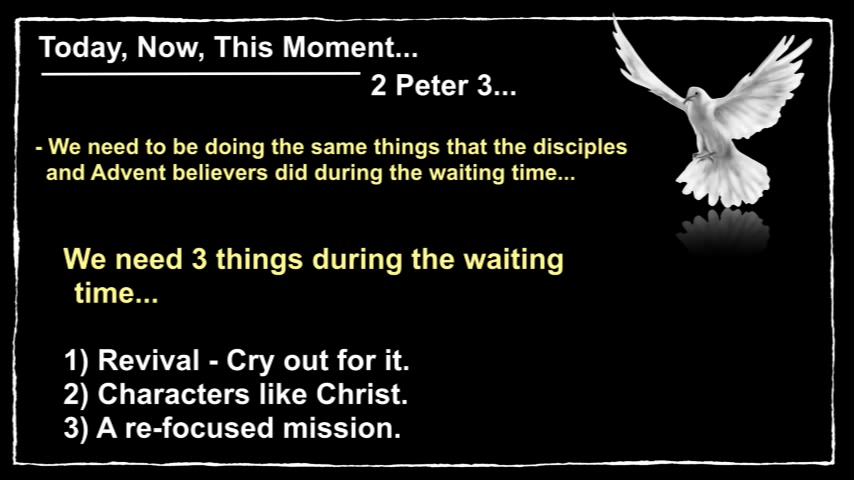 Today, Now, This Moment...
2 Peter 3...
- We need to be doing the same things that the disciples
and Advent believers did during the waiting time...
We need 3 things during the waiting
time...
1) Revival - Cry out for it.
2) Characters like Christ.
3) A re-focused mission.